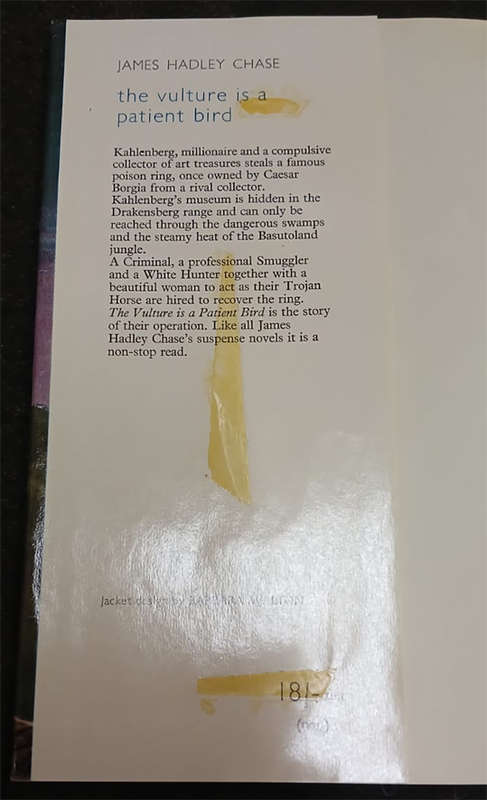 JAMES HADLEY CHASE
the vulture is a
patient bird
Kahlenberg, millionaire and a compulsive
collector of art treasures steals a famous
poison ring, once owned by Caesar
Borgia from a rival collector.
Kahlenberg's museum is hidden in the
Drakensberg range and can only be
reached through the dangerous swamps
and the steamy heat of the Basutoland
jungle.
A Criminal, a professional Smuggler
and a White Hunter together with a
beautiful woman to act as their Trojan
Horse are hired to recover the ring.
The Vulture is a Patient Bird is the story
of their operation. Like all James
Hadley Chase's suspense novels it is a
non-stop read.
Jacket design by BARBARA
18/-